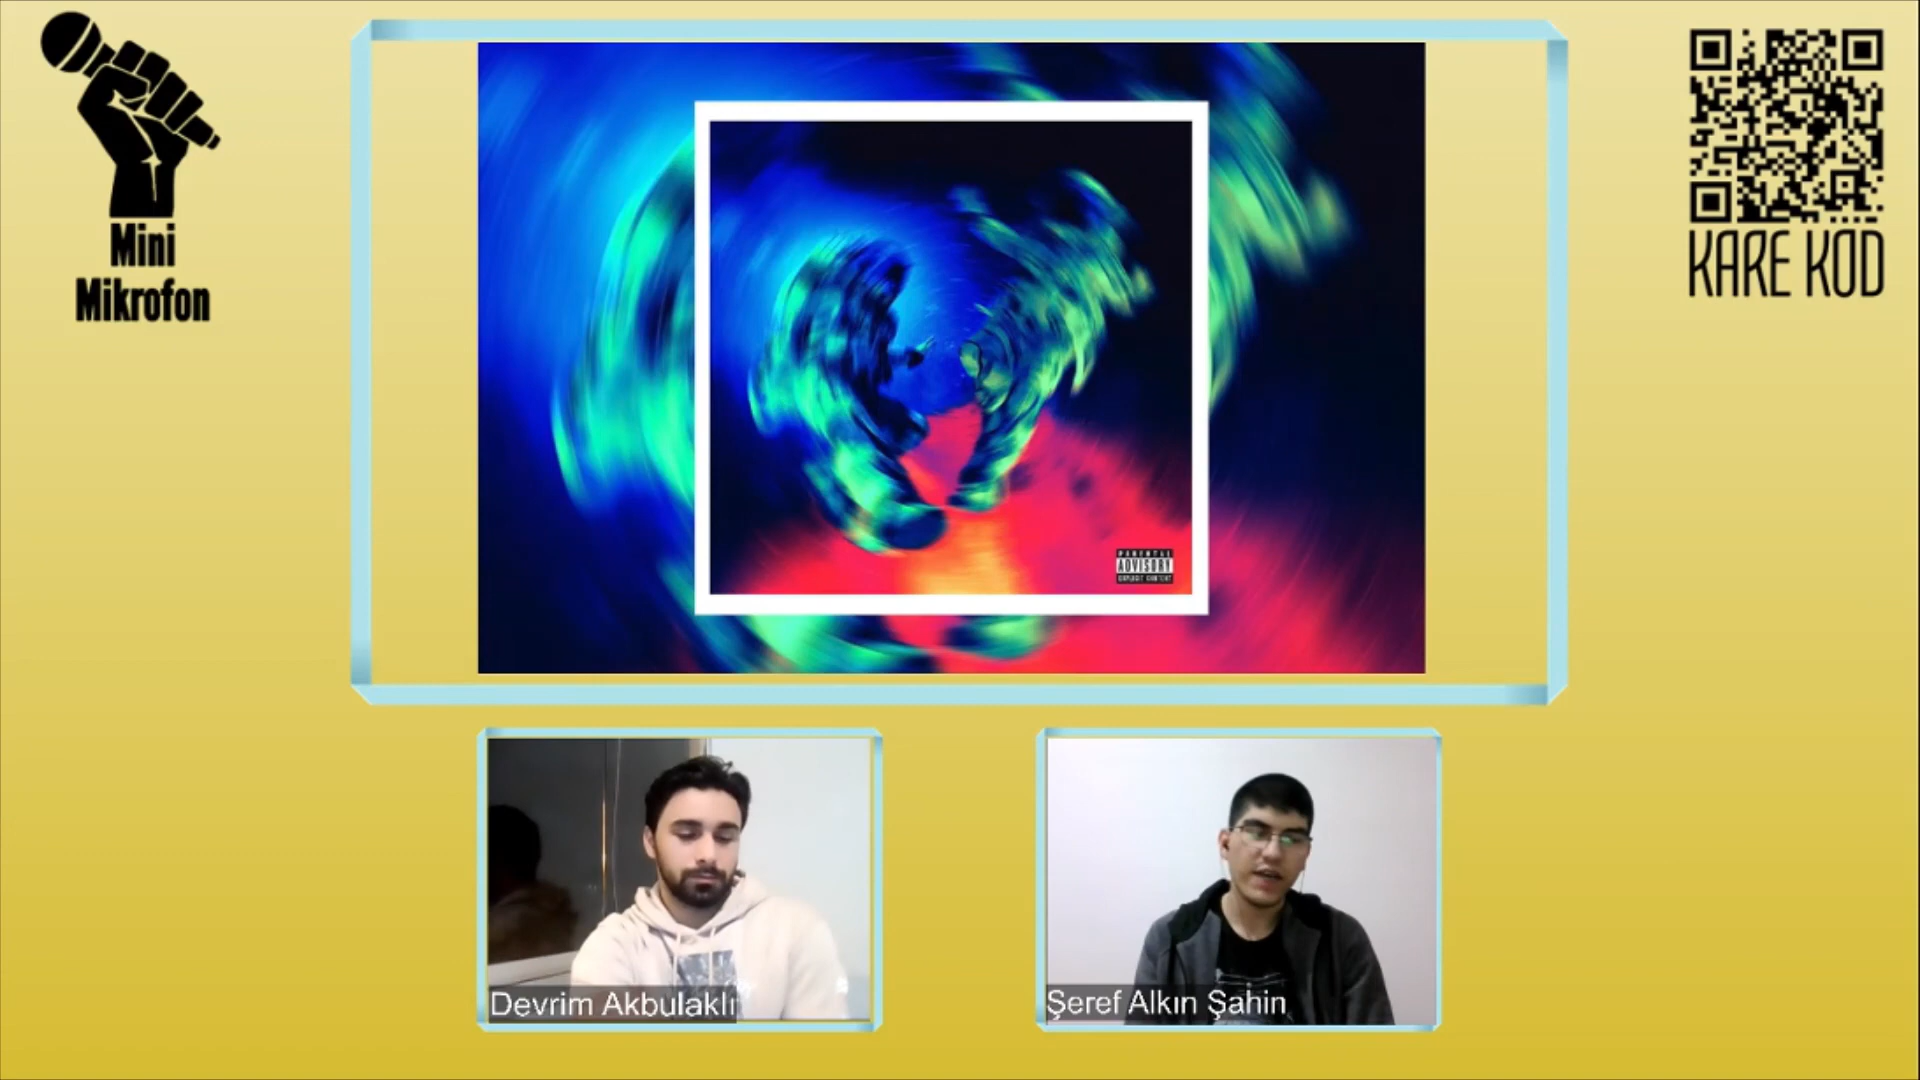 Mini
Mikrofon
KARE KOD
PARENTAL
ADVISORY
EXPLICIT CONTENT
Devrim Akbulaklı
Şeref Alkın Şahin